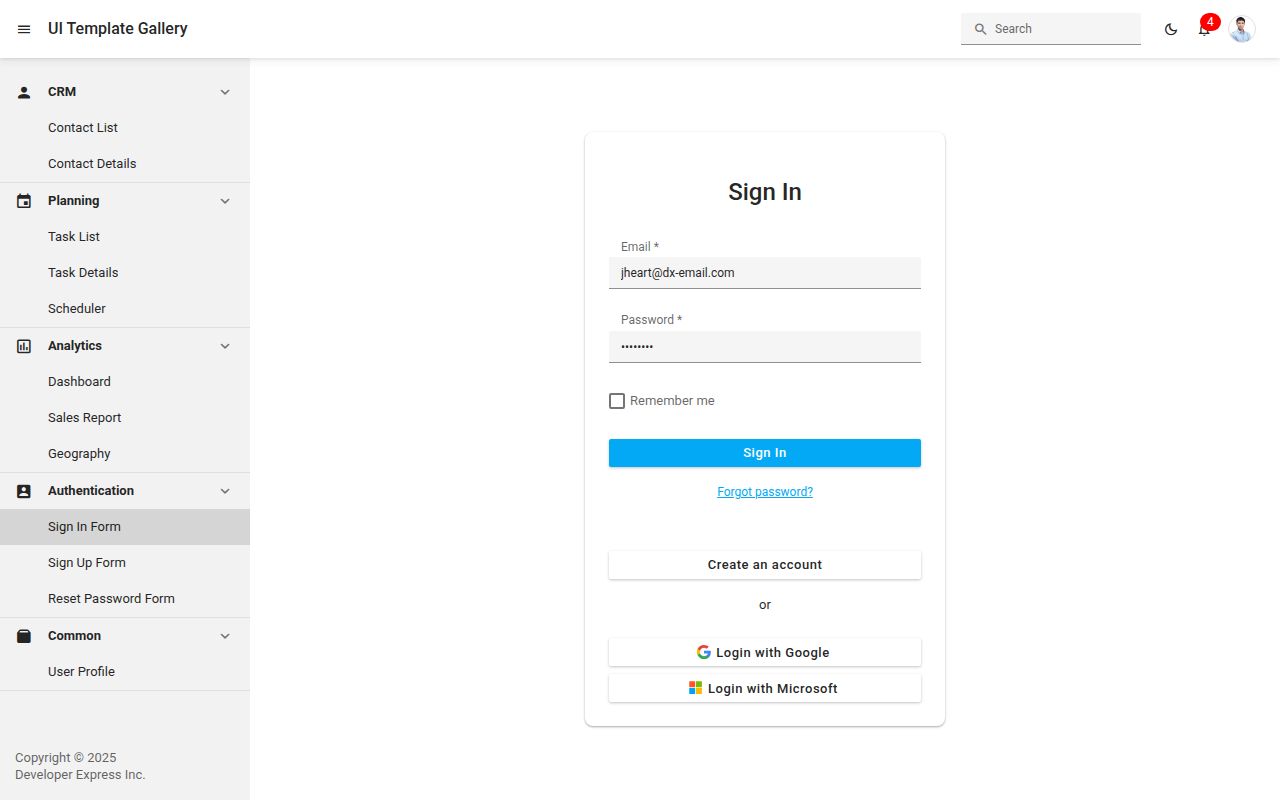 UI Template Gallery
Search
4
CRM
Contact List
Contact Details
Planning
Task List
Task Details
Scheduler
Analytics
Dashboard
Sales Report
Geography
Authentication
Sign In Form
Sign Up Form
Reset Password Form
Common
User Profile
Copyright © 2025
Developer Express Inc.
Sign In
Email *
jheart@dx-email.com
Password *
••••••••
Remember me
Sign In
Forgot password?
Create an account
or
Login with Google
Login with Microsoft